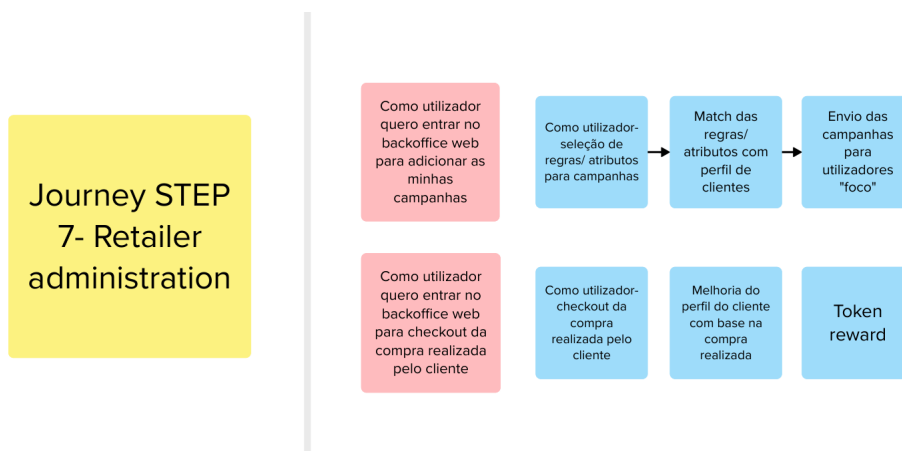 Journey STEP
7- Retailer
administration
Como utilizador
quero entrar no
backoffice web
para adicionar as
minhas
campanhas
Como utilizador-
seleção de
regras/ atributos
para campanhas
Match das
regras/
atributos com
perfil de
clientes
Envio das
campanhas
para
utilizadores
"foco"
Como utilizador
quero entrar no
backoffice web
para checkout da
compra realizada
pelo cliente
Como utilizador-
checkout da
compra
realizada pelo
cliente
Melhoria do
perfil do cliente
com base na
compra
realizada
Token
reward